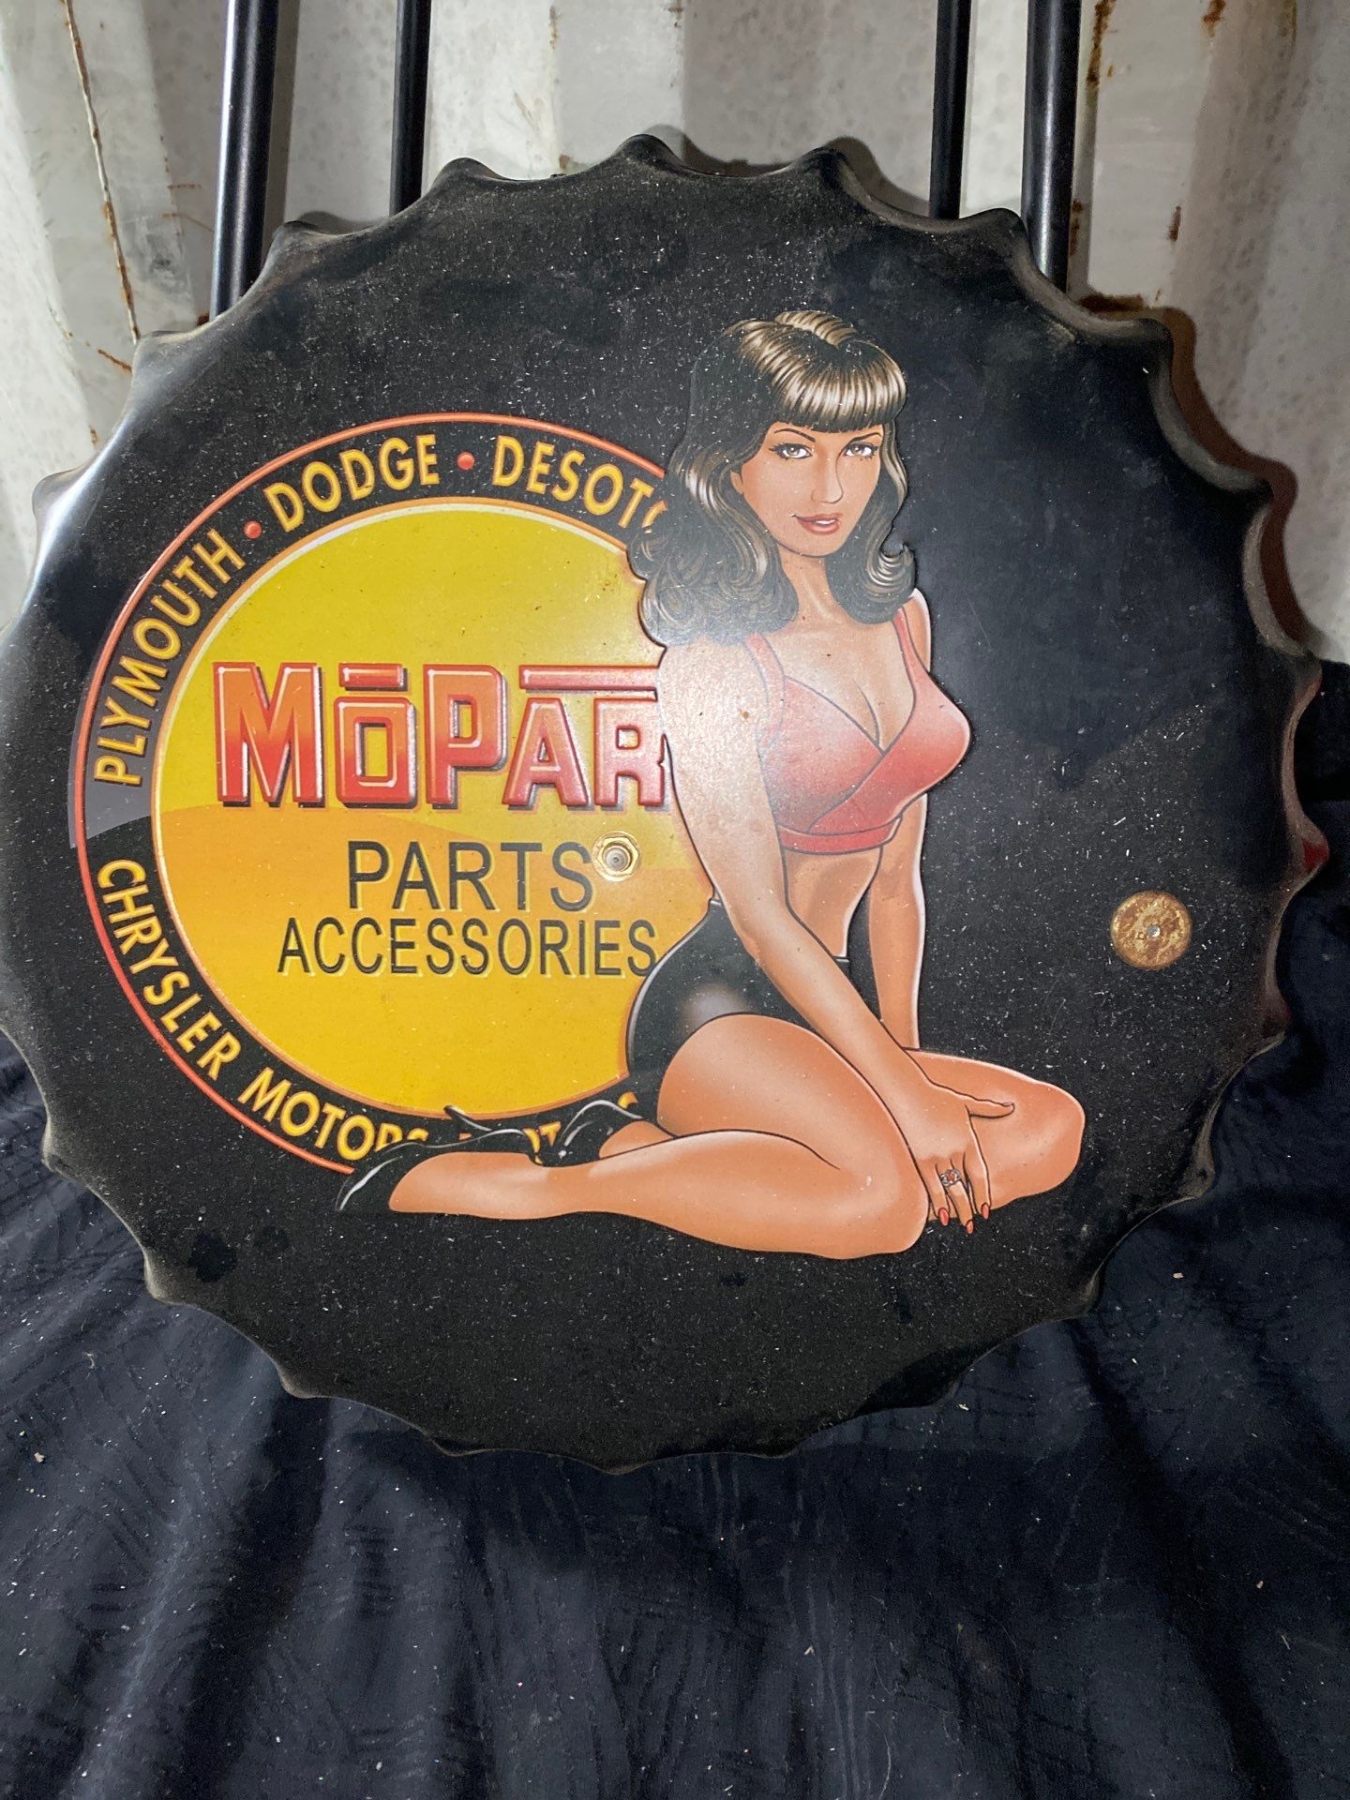 PLYMOUTH • DODGE • DESOTO
MOPAR
PARTS
ACCESSORIES
CHRYSLER MOTORS